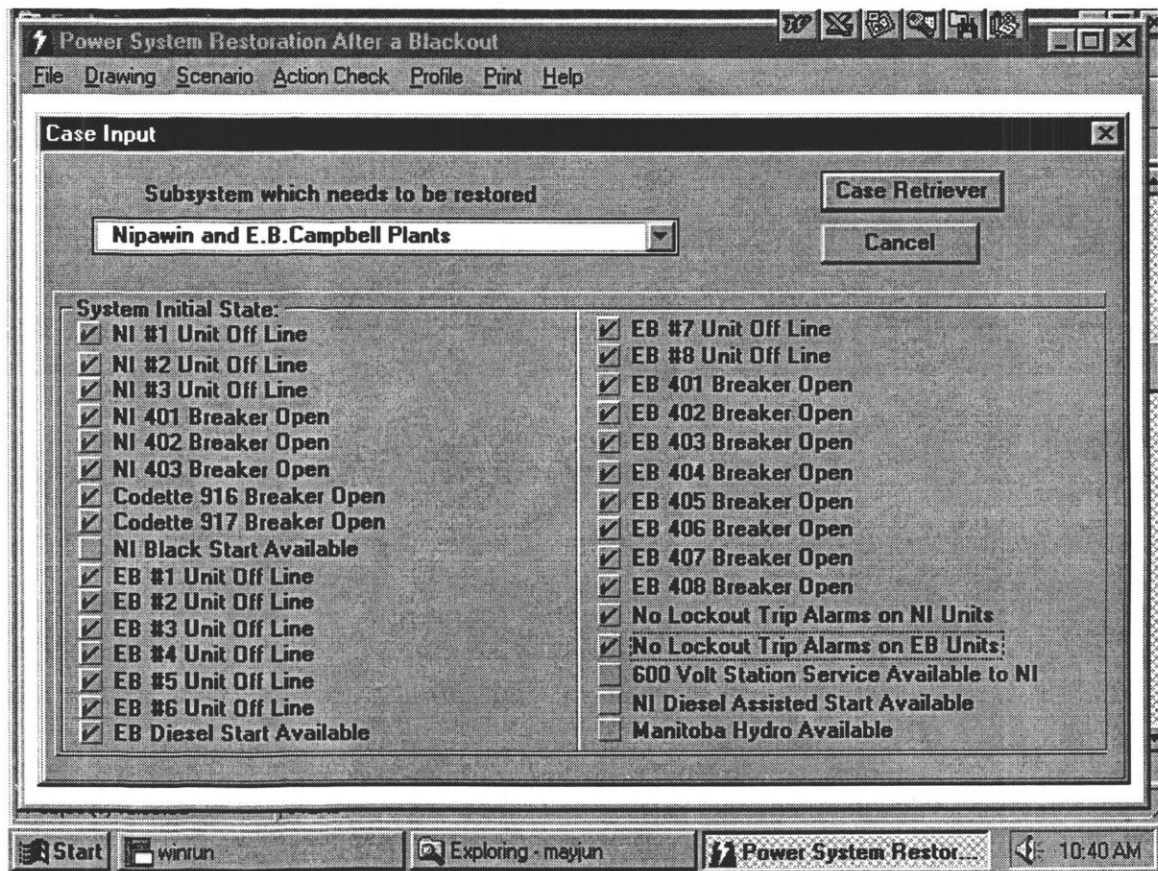 Power System Restoration After a Blackout
File Drawing Scenario Action Check Profile Print Help
Case Input
Subsystem which needs to be restored
Case Retriever
Nipawin and E.B.Campbell Plants
Cancel
System Initial State:
NI #1 Unit Off Line
NI #2 Unit Off Line
NI #3 Unit Off Line
NI 401 Breaker Open
NI 402 Breaker Open
NI 403 Breaker Open
Codette 916 Breaker Open
Codette 917 Breaker Open
NI Black Start Available
EB #1 Unit Off Line
EB #2 Unit Off Line
EB #3 Unit Off Line
EB #4 Unit Off Line
EB #5 Unit Off Line
EB #6 Unit Off Line
EB Diesel Start Available
EB #7 Unit Off Line
EB #8 Unit Off Line
EB 401 Breaker Open
EB 402 Breaker Open
EB 403 Breaker Open
EB 404 Breaker Open
EB 405 Breaker Open
EB 406 Breaker Open
EB 407 Breaker Open
EB 408 Breaker Open
No Lockout Trip Alarms on NI Units
No Lockout Trip Alarms on EB Units
600 Volt Station Service Available to NI
NI Diesel Assisted Start Available
Manitoba Hydro Available
Start winrun Exploring - mayjun Power System Restor... 10:40 AM